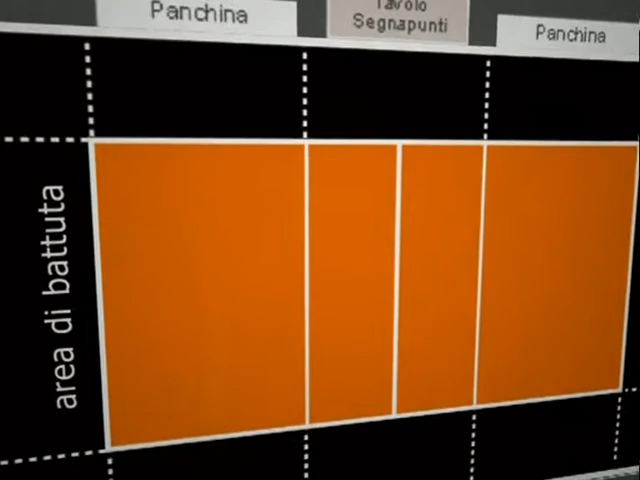 Panchina
Tavolo
Segnapunti
Panchina
area di battuta